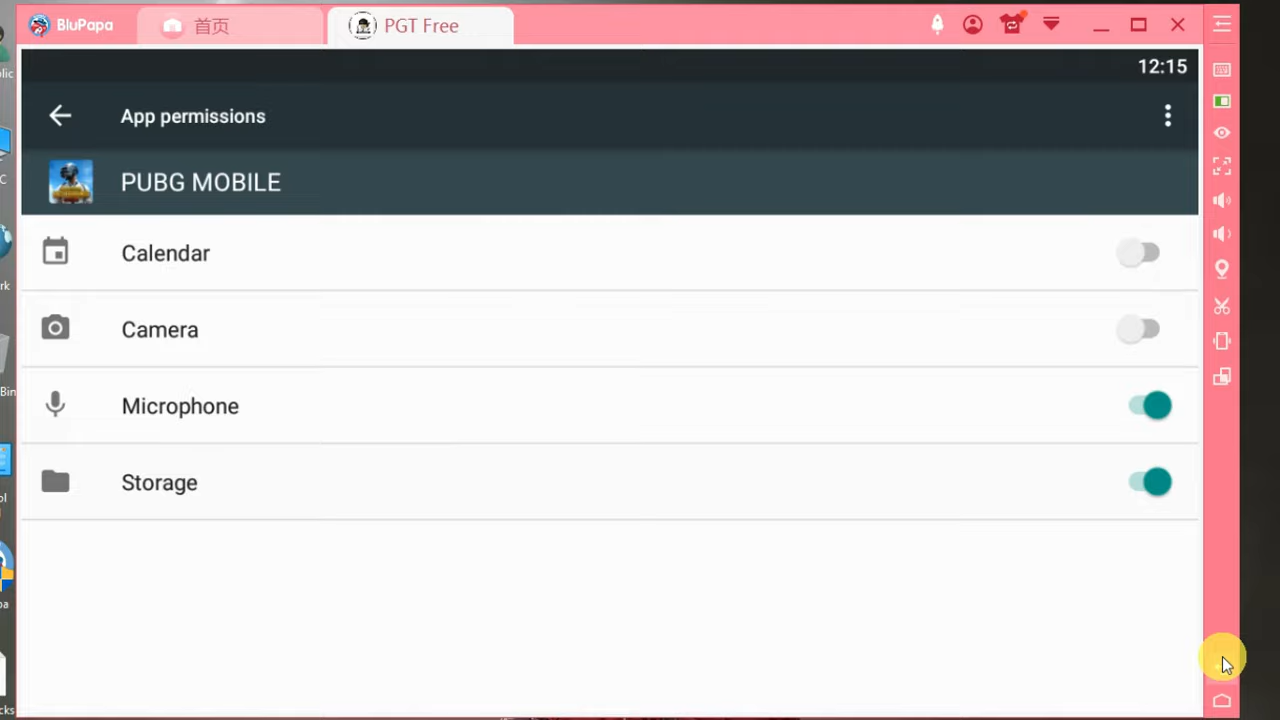 BluPapa
首页
PGT Free
12:15
App permissions
PUBG MOBILE
Calendar
Camera
Microphone
Storage